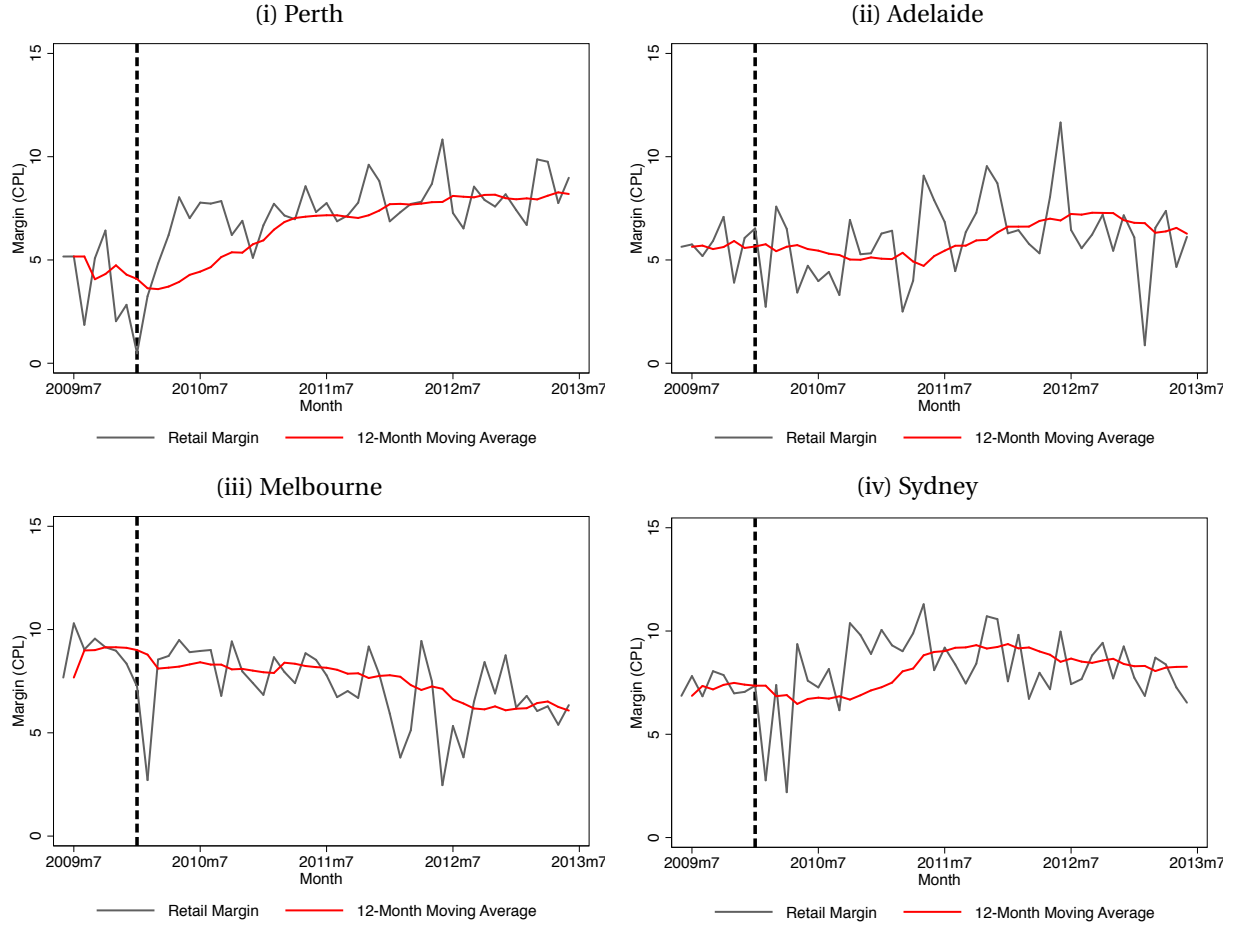 (i) Perth
15
10
5
0
Margin (CPL)
2009m7 2010m7 2011m7 2012m7 2013m7
Month
Retail Margin 12-Month Moving Average
(ii) Adelaide
15
10
5
0
Margin (CPL)
2009m7 2010m7 2011m7 2012m7 2013m7
Month
Retail Margin 12-Month Moving Average
(iii) Melbourne
15
10
5
0
Margin (CPL)
2009m7 2010m7 2011m7 2012m7 2013m7
Month
Retail Margin 12-Month Moving Average
(iv) Sydney
15
10
5
0
Margin (CPL)
2009m7 2010m7 2011m7 2012m7 2013m7
Month
Retail Margin 12-Month Moving Average